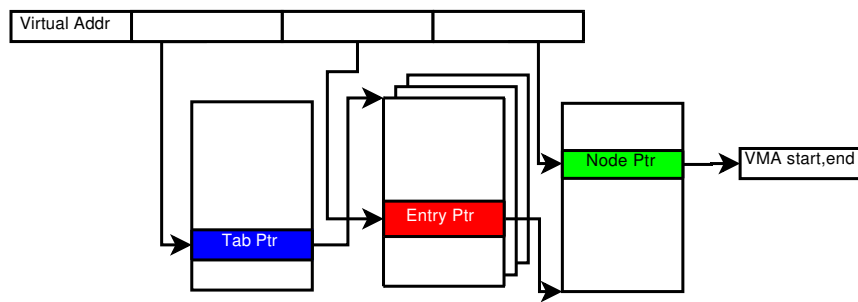 Virtual Addr
Node Ptr
VMA start,end
Entry Ptr
Tab Ptr